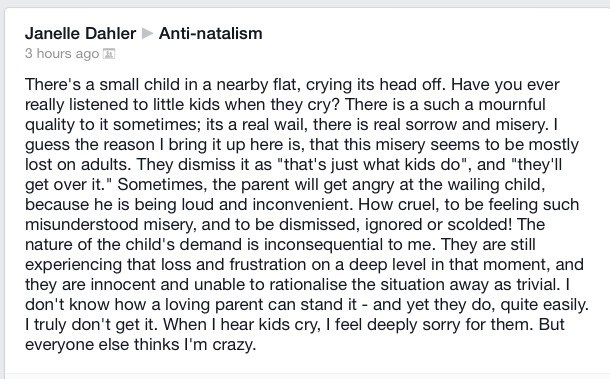 Janelle Dahler ▶ Anti-natalism
3 hours ago
There's a small child in a nearby flat, crying its head off. Have you ever
really listened to little kids when they cry? There is a such a mournful
quality to it sometimes; its a real wail, there is real sorrow and misery. I
guess the reason I bring it up here is, that this misery seems to be mostly
lost on adults. They dismiss it as "that's just what kids do", and "they'll
get over it." Sometimes, the parent will get angry at the wailing child,
because he is being loud and inconvenient. How cruel, to be feeling such
misunderstood misery, and to be dismissed, ignored or scolded! The
nature of the child's demand is inconsequential to me. They are still
experiencing that loss and frustration on a deep level in that moment, and
they are innocent and unable to rationalise the situation away as trivial. I
don't know how a loving parent can stand it - and yet they do, quite easily.
I truly don't get it. When I hear kids cry, I feel deeply sorry for them. But
everyone else thinks I'm crazy.